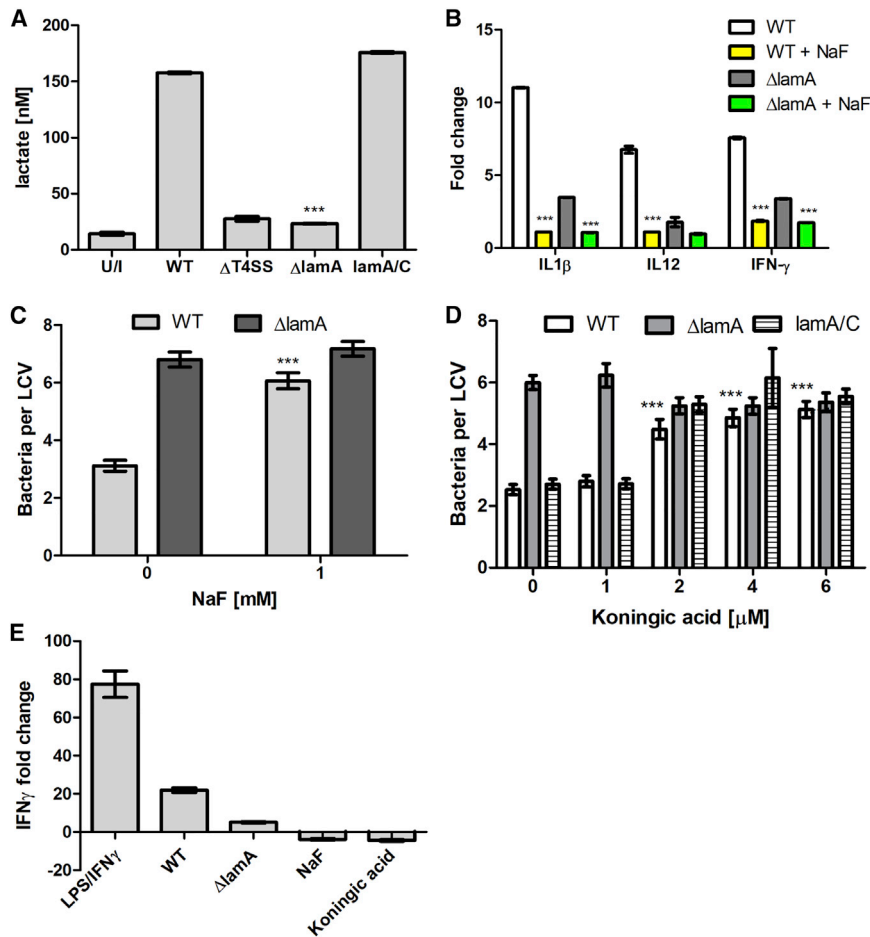 A
lactate [nM]
200
150
100
50
0
***
U/I WT ΔT4SS ΔlamA lamA/C
B
Fold change
15
10
5
0
WT
WT + NaF
ΔlamA
ΔlamA + NaF
*** *** *** *** ***
IL1β IL12 IFN-γ
C
Bacteria per LCV
9
6
3
0
WT ΔlamA
***
0 1
NaF [mM]
D
Bacteria per LCV
8
6
4
2
0
WT ΔlamA lamA/C
*** *** ***
0 1 2 4 6
Koningic acid [μM]
E
IFNγ fold change
100
80
60
40
20
0
-20
LPS/IFNγ WT ΔlamA NaF Koningic acid